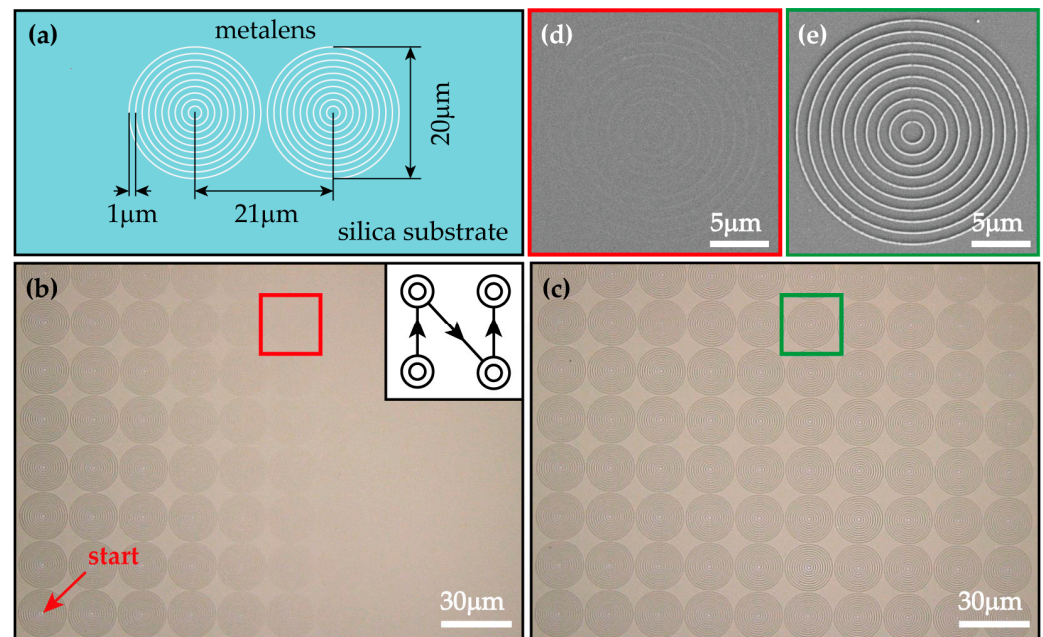 (a)
metalens
20μm
1μm
21μm
silica substrate
(d)
5μm
(e)
5μm
(b)
start
30μm
(c)
30μm